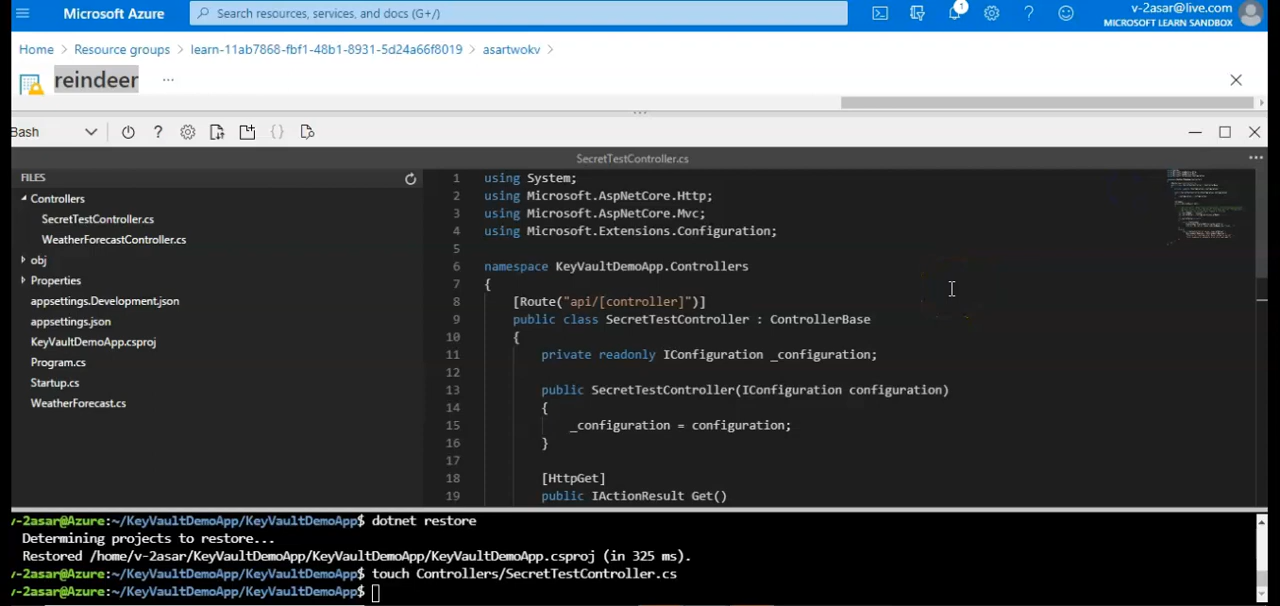 Microsoft Azure
Search resources, services, and docs (G+/)
1
v-2asar@live.com
MICROSOFT LEARN SANDBOX
Home > Resource groups > learn-11ab7868-fbf1-48b1-8931-5d24a66f8019 > asartwokv >
reindeer ...
Bash
SecretTestController.cs
FILES
Controllers
SecretTestController.cs
WeatherForecastController.cs
obj
Properties
appsettings.Development.json
appsettings.json
KeyVaultDemoApp.csproj
Program.cs
Startup.cs
WeatherForecast.cs
1 using System;
2 using Microsoft.AspNetCore.Http;
3 using Microsoft.AspNetCore.Mvc;
4 using Microsoft.Extensions.Configuration;
5
6 namespace KeyVaultDemoApp.Controllers
7 {
8 [Route("api/[controller]")]
9 public class SecretTestController : ControllerBase
10 {
11 private readonly IConfiguration _configuration;
12
13 public SecretTestController(IConfiguration configuration)
14 {
15 _configuration = configuration;
16 }
17
18 [HttpGet]
19 public IActionResult Get()
v-2asar@Azure:~/KeyVaultDemoApp/KeyVaultDemoApp$ dotnet restore
Determining projects to restore...
Restored /home/v-2asar/KeyVaultDemoApp/KeyVaultDemoApp/KeyVaultDemoApp.csproj (in 325 ms).
v-2asar@Azure:~/KeyVaultDemoApp/KeyVaultDemoApp$ touch Controllers/SecretTestController.cs
v-2asar@Azure:~/KeyVaultDemoApp/KeyVaultDemoApp$